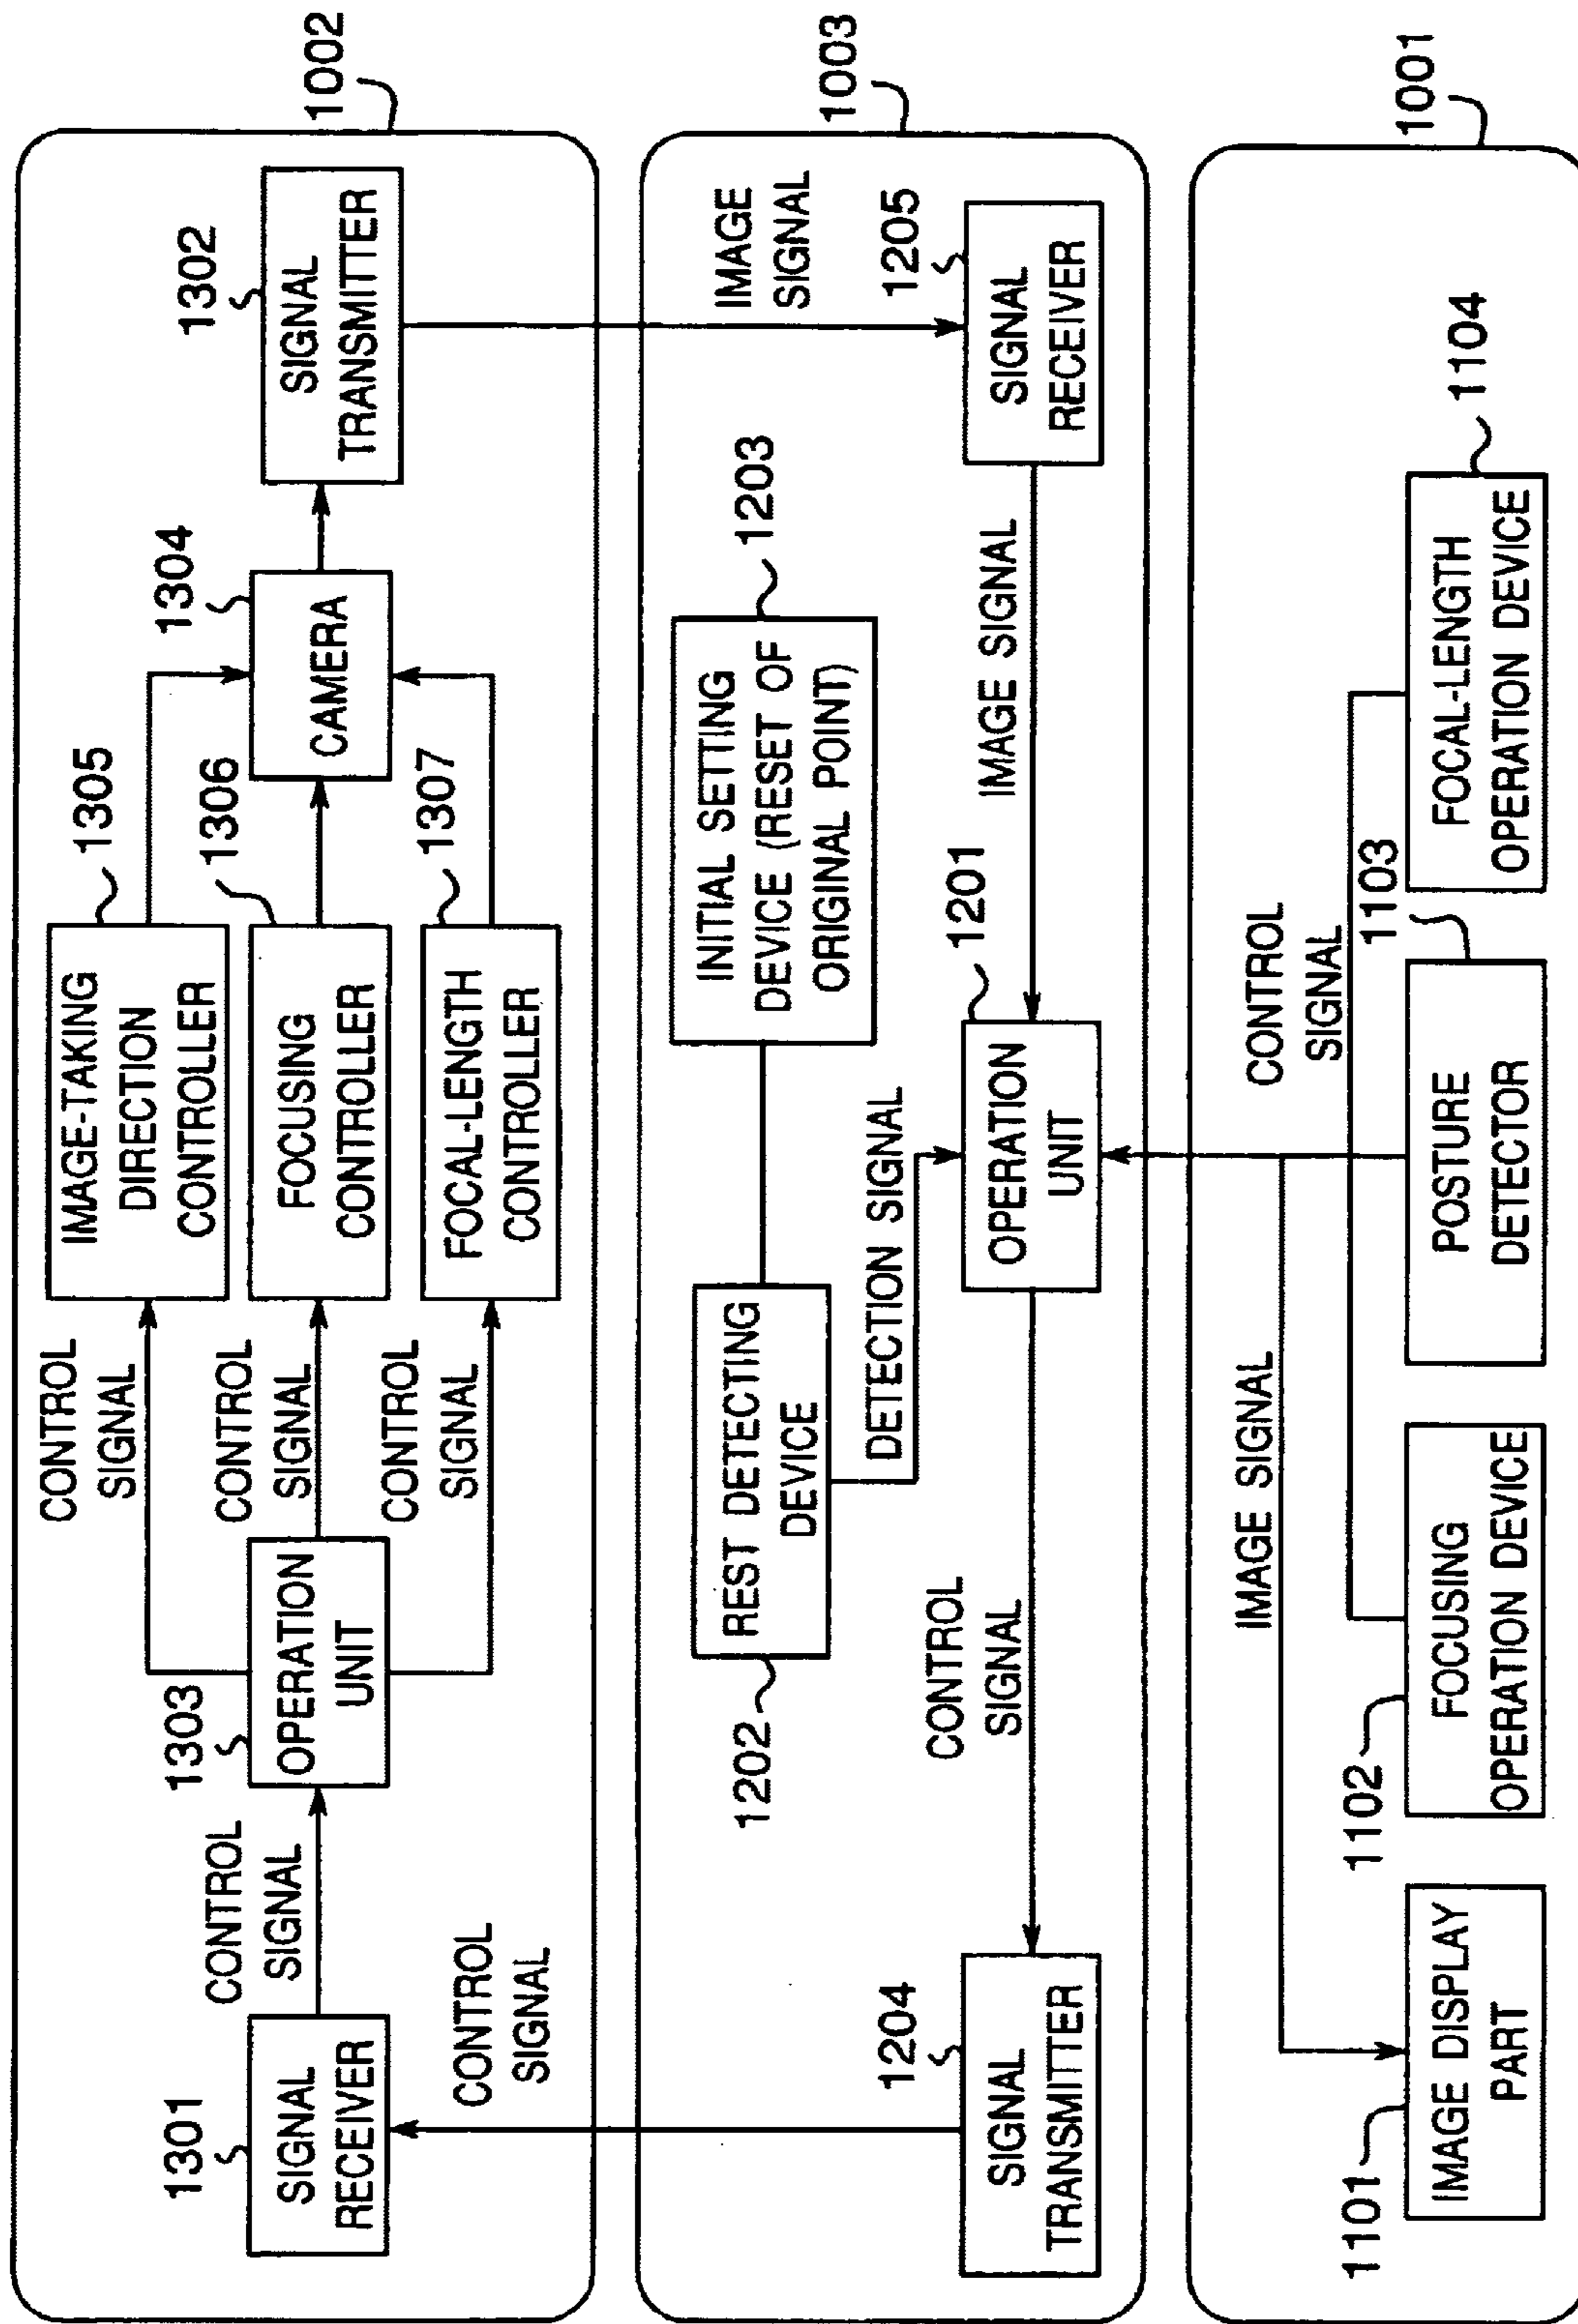 1002
1301
SIGNAL
RECEIVER
CONTROL
SIGNAL
1303
OPERATION
UNIT
CONTROL
SIGNAL
CONTROL
SIGNAL
CONTROL
SIGNAL
IMAGE-TAKING
DIRECTION
CONTROLLER
1305
FOCUSING
CONTROLLER
1306
FOCAL-LENGTH
CONTROLLER
1307
1304
CAMERA
1302
SIGNAL
TRANSMITTER
CONTROL
SIGNAL
IMAGE
SIGNAL
1003
1202
REST DETECTING
DEVICE
INITIAL SETTING
DEVICE (RESET OF
ORIGINAL POINT)
1203
DETECTION SIGNAL
1204
SIGNAL
TRANSMITTER
CONTROL
SIGNAL
1201
OPERATION
UNIT
IMAGE SIGNAL
1205
SIGNAL
RECEIVER
1001
IMAGE SIGNAL
CONTROL
SIGNAL
1101
IMAGE DISPLAY
PART
1102
FOCUSING
OPERATION DEVICE
1103
POSTURE
DETECTOR
1104
FOCAL-LENGTH
OPERATION DEVICE